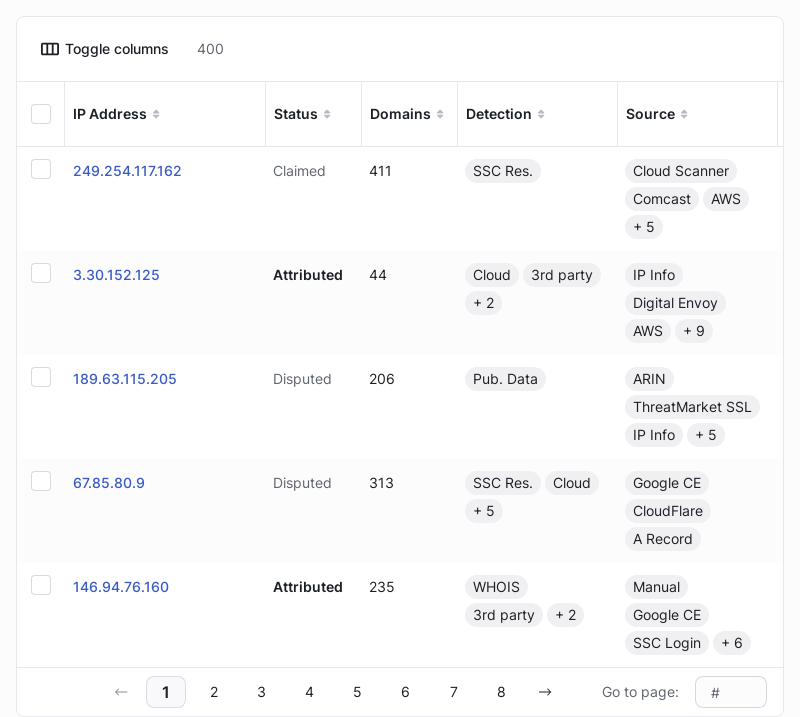 Toggle columns 400
IP Address Status Domains Detection Source
249.254.117.162 Claimed 411 SSC Res. Cloud Scanner
Comcast AWS
+ 5
3.30.152.125 Attributed 44 Cloud 3rd party IP Info
+ 2 Digital Envoy
AWS + 9
189.63.115.205 Disputed 206 Pub. Data ARIN
ThreatMarket SSL
IP Info + 5
67.85.80.9 Disputed 313 SSC Res. Cloud Google CE
+ 5 CloudFlare
A Record
146.94.76.160 Attributed 235 WHOIS Manual
3rd party + 2 Google CE
SSC Login + 6
← 1 2 3 4 5 6 7 8 → Go to page: #